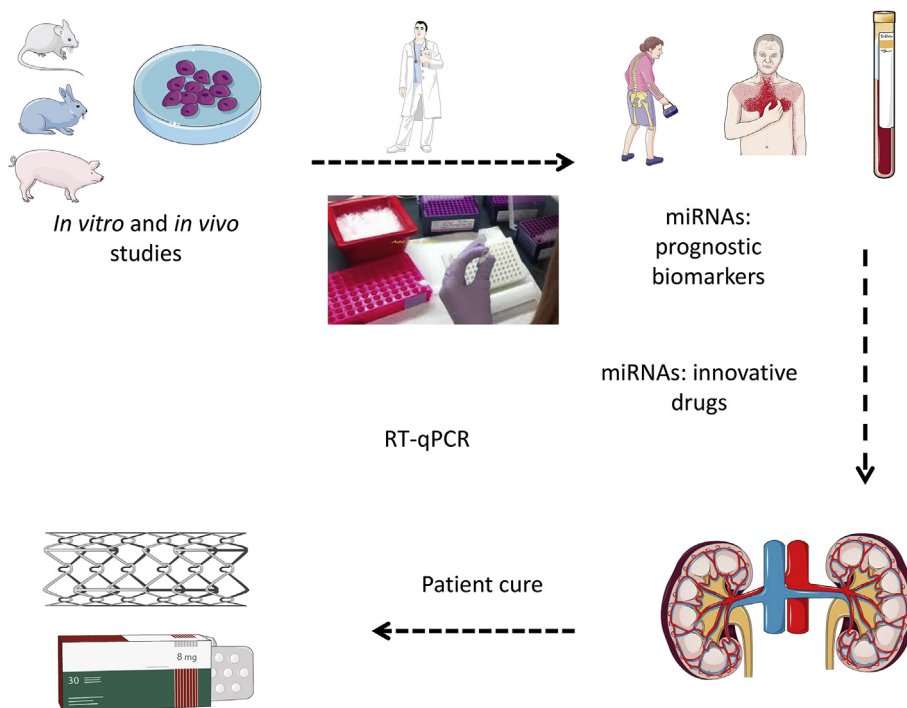 In vitro and in vivo
studies
miRNAs:
prognostic
biomarkers
miRNAs: innovative
drugs
RT-qPCR
Patient cure
8 mg
30